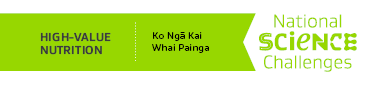 HIGH-VALUE
NUTRITION
Ko Ngā Kai
Whai Painga
National
SCIENCE
Challenges